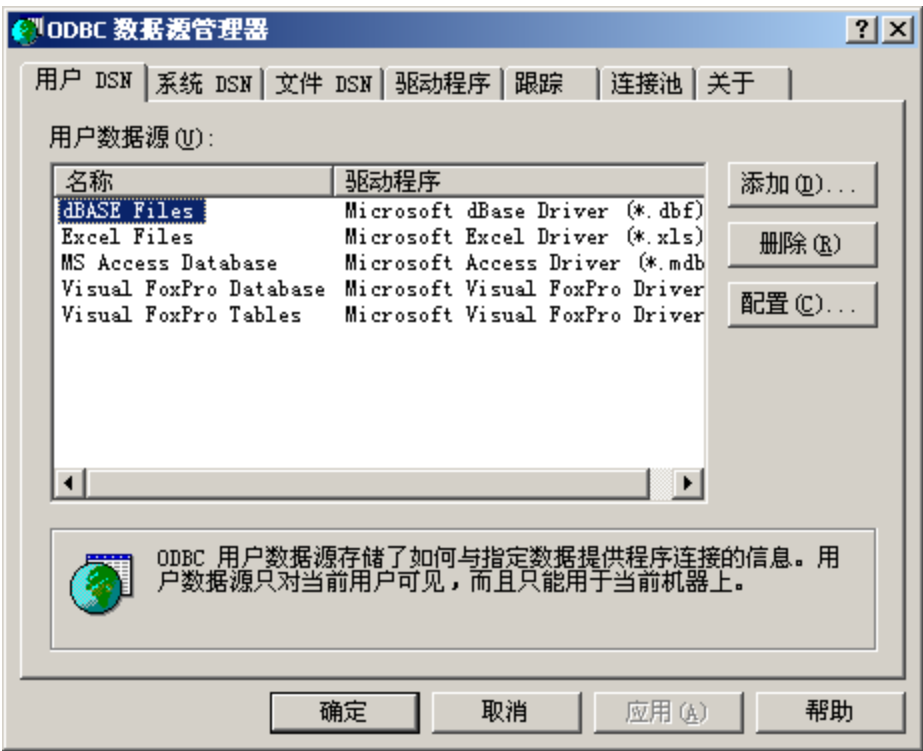 ODBC 数据源管理器
用户 DSN 系统 DSN 文件 DSN 驱动程序 跟踪 连接池 关于
用户数据源(U):
名称 驱动程序
dBASE Files Microsoft dBase Driver (*.dbf)
Excel Files Microsoft Excel Driver (*.xls)
MS Access Database Microsoft Access Driver (*.mdb
Visual FoxPro Database Microsoft Visual FoxPro Driver
Visual FoxPro Tables Microsoft Visual FoxPro Driver
添加(D)...
删除(R)
配置(C)...
ODBC 用户数据源存储了如何与指定数据提供程序连接的信息。用
户数据源只对当前用户可见，而且只能用于当前机器上。
确定 取消 应用(A) 帮助